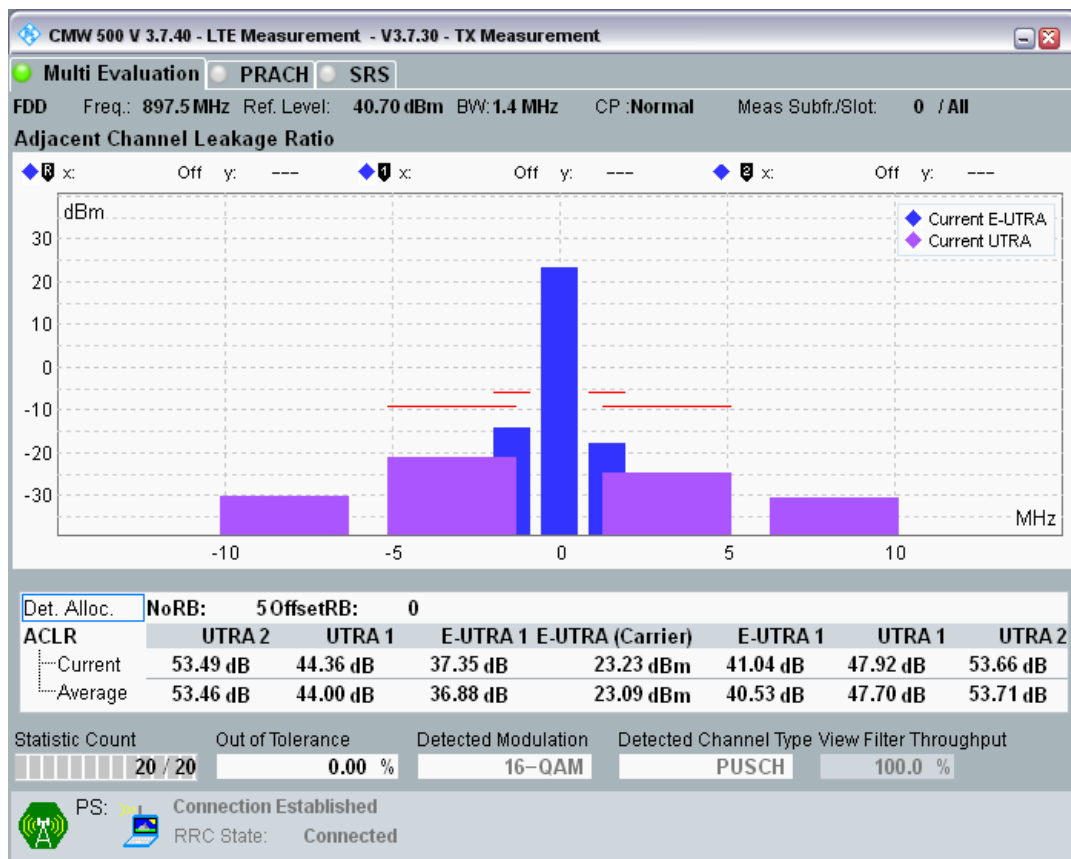 CMW 500 V 3.7.40 - LTE Measurement - V3.7.30 - TX Measurement
Multi Evaluation PRACH SRS
FDD Freq.: 897.5 MHz Ref. Level: 40.70 dBm BW: 1.4 MHz CP :Normal Meas Subfr./Slot: 0 / All
Adjacent Channel Leakage Ratio
R x: Off y: --- 1 x: Off y: --- 2 x: Off y: ---
dBm
Current E-UTRA
Current UTRA
30
20
10
0
-10
-20
-30
MHz
-10 -5 0 5 10
Det. Alloc. NoRB: 5 OffsetRB: 0
ACLR UTRA 2 UTRA 1 E-UTRA 1 E-UTRA (Carrier) E-UTRA 1 UTRA 1 UTRA 2
Current 53.49 dB 44.36 dB 37.35 dB 23.23 dBm 41.04 dB 47.92 dB 53.66 dB
Average 53.46 dB 44.00 dB 36.88 dB 23.09 dBm 40.53 dB 47.70 dB 53.71 dB
Statistic Count Out of Tolerance Detected Modulation Detected Channel Type View Filter Throughput
20 / 20 0.00 % 16-QAM PUSCH 100.0 %
PS: Connection Established
RRC State: Connected